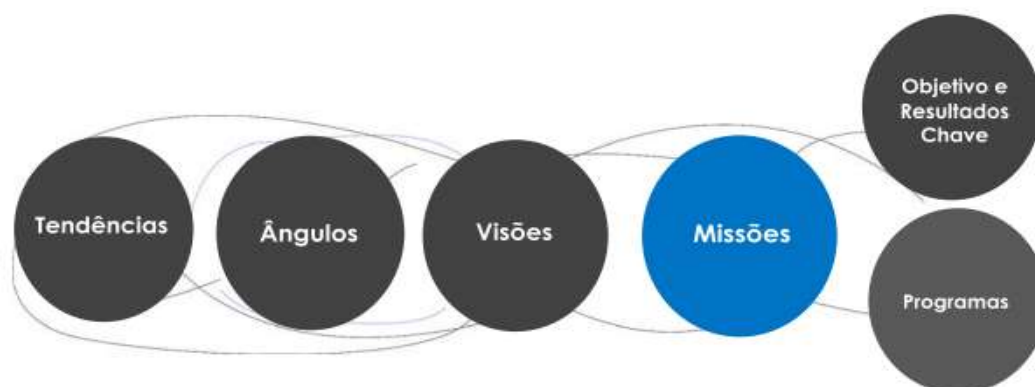 Tendências
Ângulos
Visões
Missões
Objetivo e
Resultados
Chave
Programas